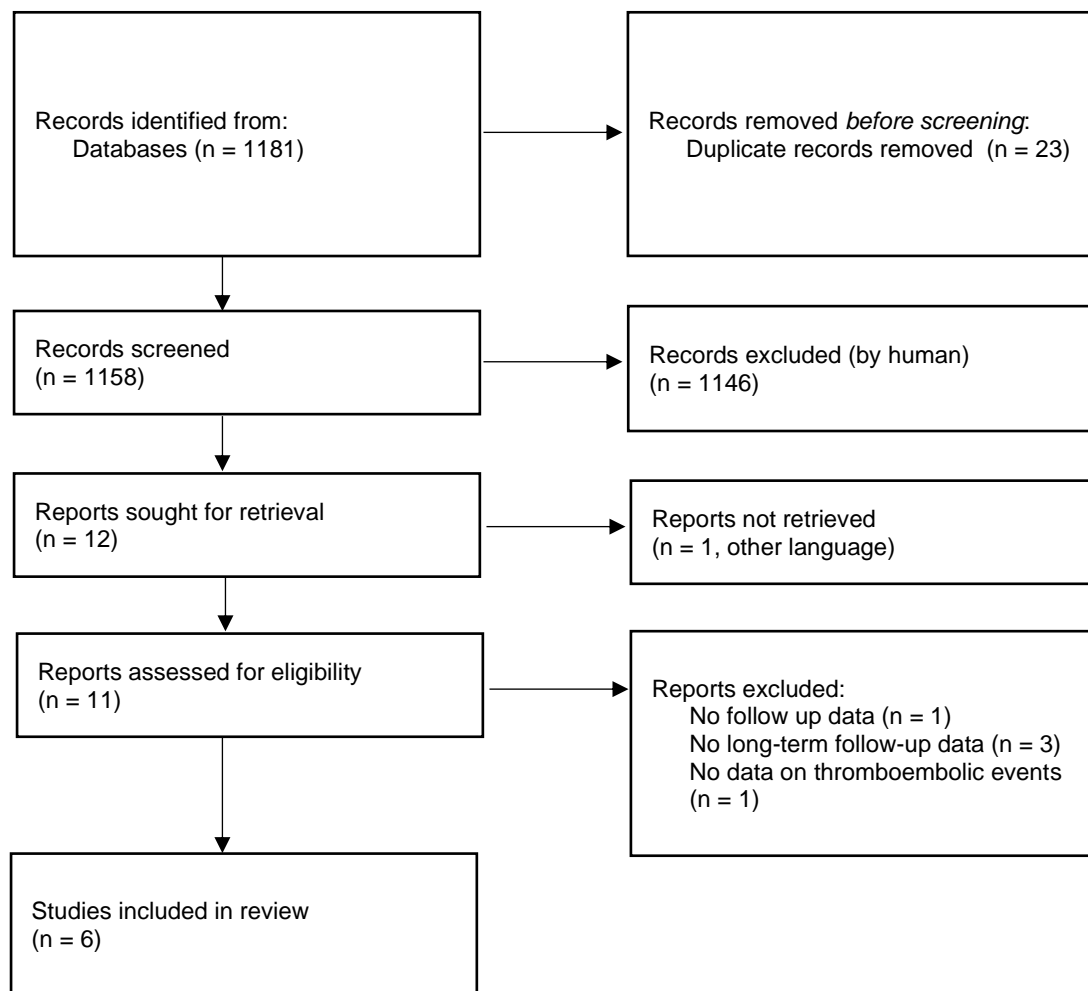 Records identified from:
Databases (n = 1181)
Records removed before screening:
Duplicate records removed  (n = 23)
Records screened
(n = 1158)
Records excluded (by human)
(n = 1146)
Reports sought for retrieval
(n = 12)
Reports not retrieved
(n = 1, other language)
Reports assessed for eligibility
(n = 11)
Reports excluded:
No follow up data (n = 1)
No long-term follow-up data (n = 3)
No data on thromboembolic events
(n = 1)
Studies included in review
(n = 6)